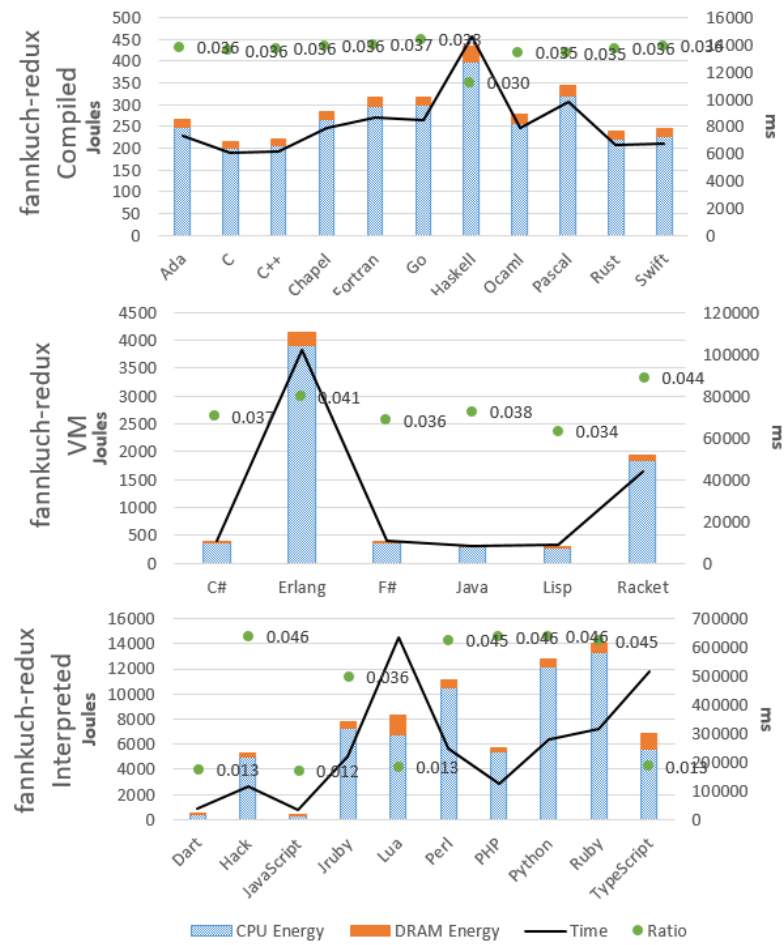 fannkuch-redux
Compiled
Joules
500
450
400
350
300
250
200
150
100
50
0
0.036
0.036
0.036
0.036
0.036
0.037
0.038
0.030
0.035
0.035
0.036
0.036
16000
14000
12000
10000
8000
6000
4000
2000
0
ms
Ada
C
C++
Chapel
Fortran
Go
Haskell
Ocaml
Pascal
Rust
Swift
fannkuch-redux
VM
Joules
4500
4000
3500
3000
2500
2000
1500
1000
500
0
0.037
0.041
0.036
0.038
0.034
0.044
120000
100000
80000
60000
40000
20000
0
ms
C#
Erlang
F#
Java
Lisp
Racket
fannkuch-redux
Interpreted
Joules
16000
14000
12000
10000
8000
6000
4000
2000
0
0.013
0.046
0.012
0.036
0.013
0.045
0.046
0.046
0.045
0.013
700000
600000
500000
400000
300000
200000
100000
0
ms
Dart
Hack
JavaScript
Jruby
Lua
Perl
PHP
Python
Ruby
TypeScript
CPU Energy DRAM Energy Time Ratio